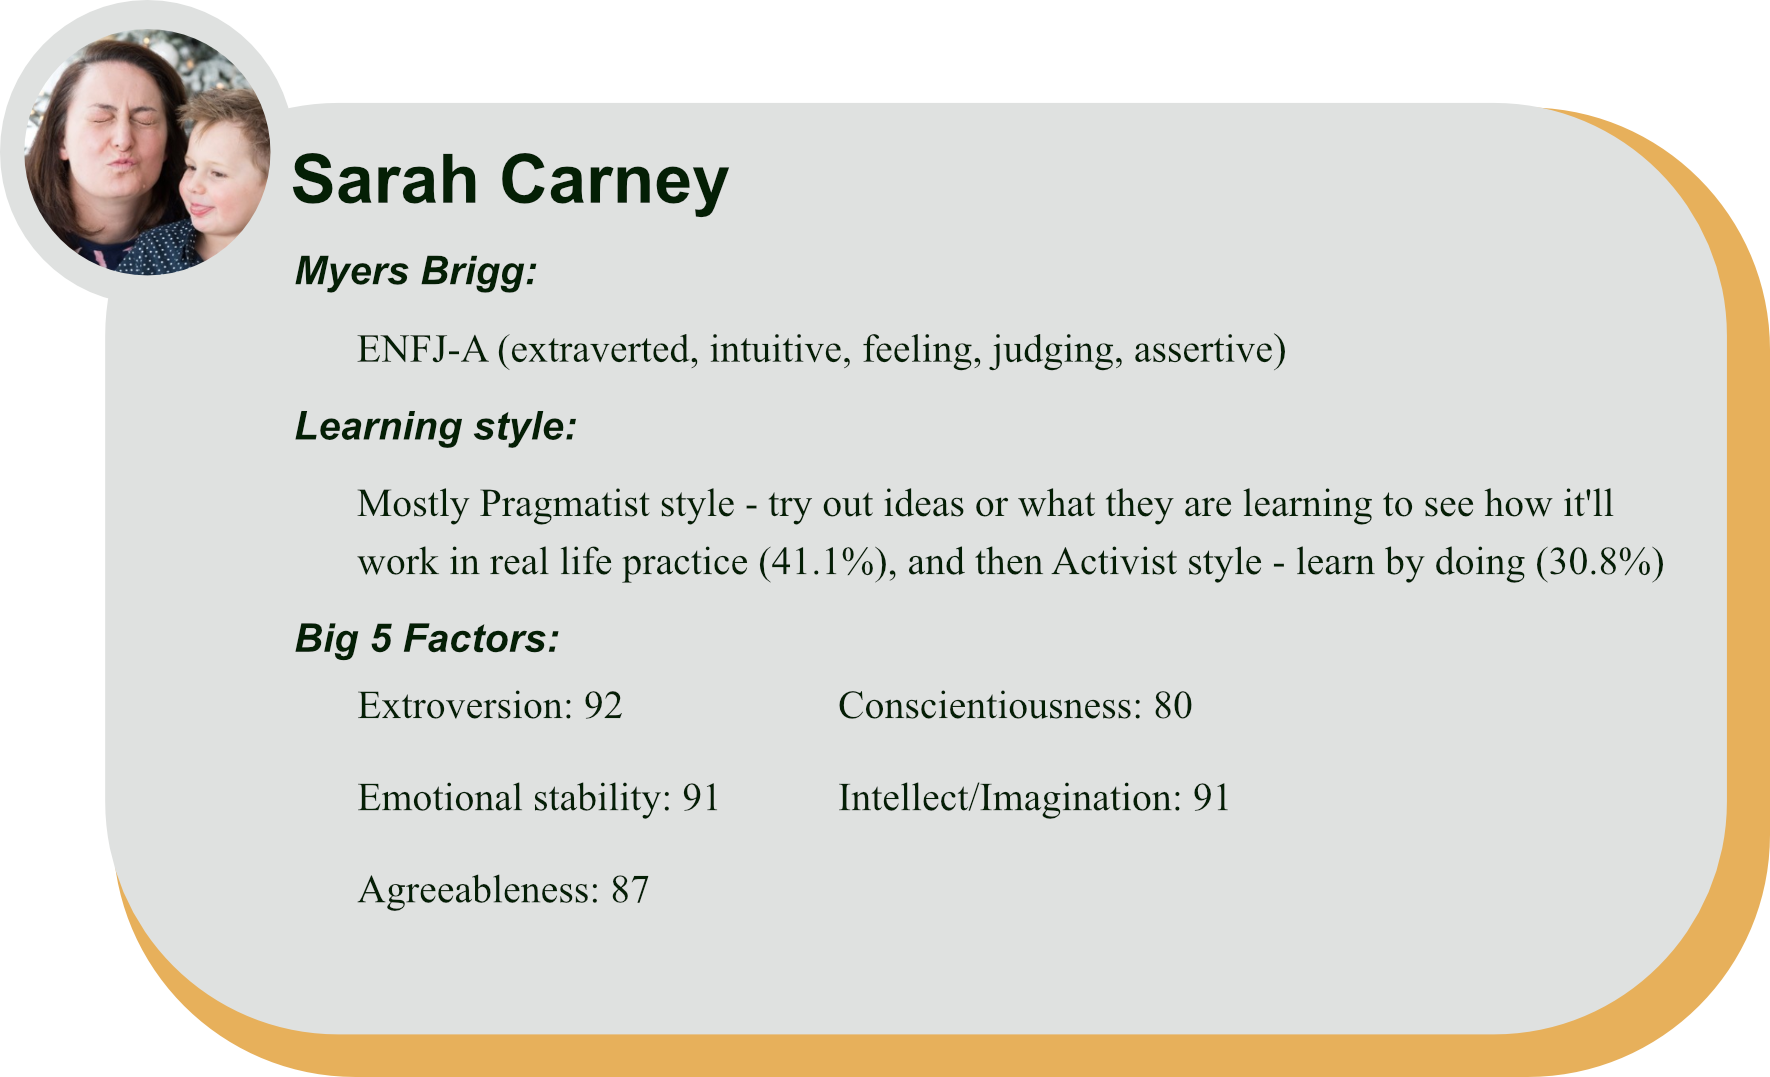 Sarah Carney
Myers Brigg:
ENFJ-A (extraverted, intuitive, feeling, judging, assertive)
Learning style:
Mostly Pragmatist style - try out ideas or what they are learning to see how it'll
work in real life practice (41.1%), and then Activist style - learn by doing (30.8%)
Big 5 Factors:
Extroversion: 92 Conscientiousness: 80
Emotional stability: 91 Intellect/Imagination: 91
Agreeableness: 87